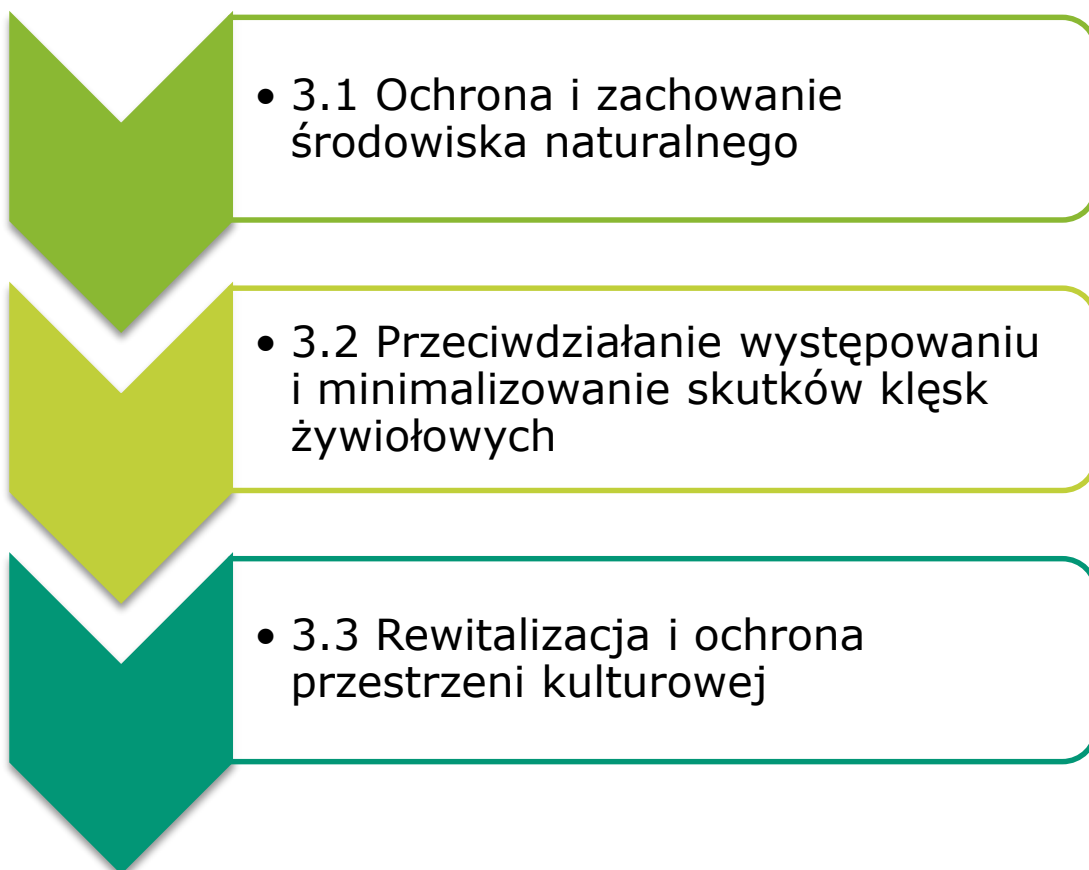 • 3.1 Ochrona i zachowanie
środowiska naturalnego
• 3.2 Przeciwdziałanie występowaniu
i minimalizowanie skutków klęsk
żywiołowych
• 3.3 Rewitalizacja i ochrona
przestrzeni kulturowej